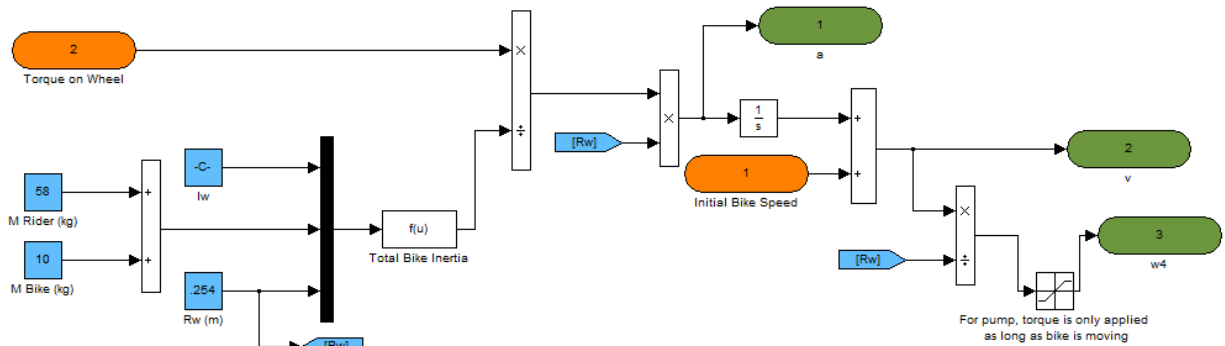 2
Torque on Wheel
×
÷
1
a
[Rw]
×
1
s
+
+
1
Initial Bike Speed
2
v
-C-
Iw
58
M Rider (kg)
10
M Bike (kg)
+
+
f(u)
Total Bike Inertia
.254
Rw (m)
[Rw]
×
÷
[Rw]
3
w4
For pump, torque is only applied
as long as bike is moving